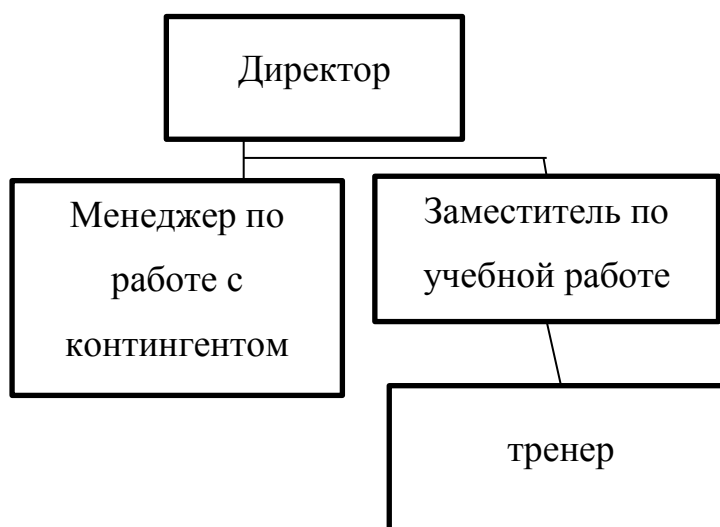 Директор
Менеджер по
работе с
контингентом
Заместитель по
учебной работе
тренер